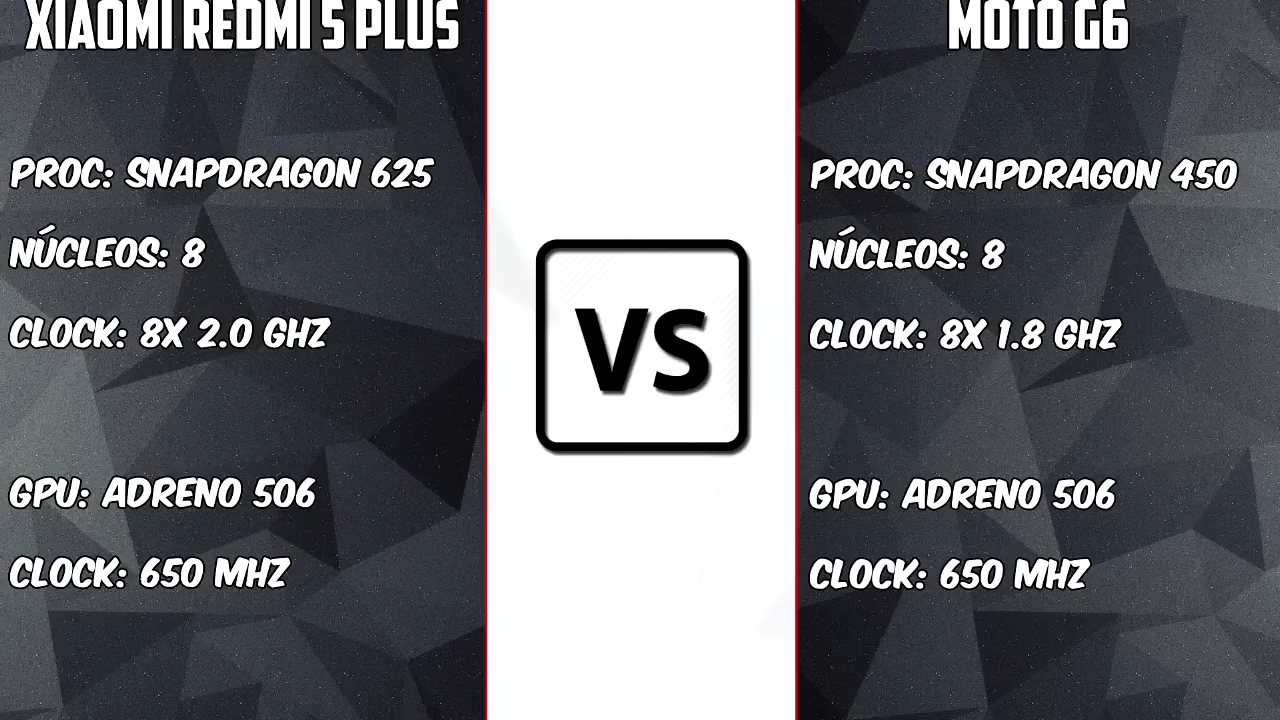 XIAOMI REDMI 5 PLUS
PROC: SNAPDRAGON 625
NÚCLEOS: 8
CLOCK: 8X 2.0 GHZ
GPU: ADRENO 506
CLOCK: 650 MHZ
VS
MOTO G6
PROC: SNAPDRAGON 450
NÚCLEOS: 8
CLOCK: 8X 1.8 GHZ
GPU: ADRENO 506
CLOCK: 650 MHZ